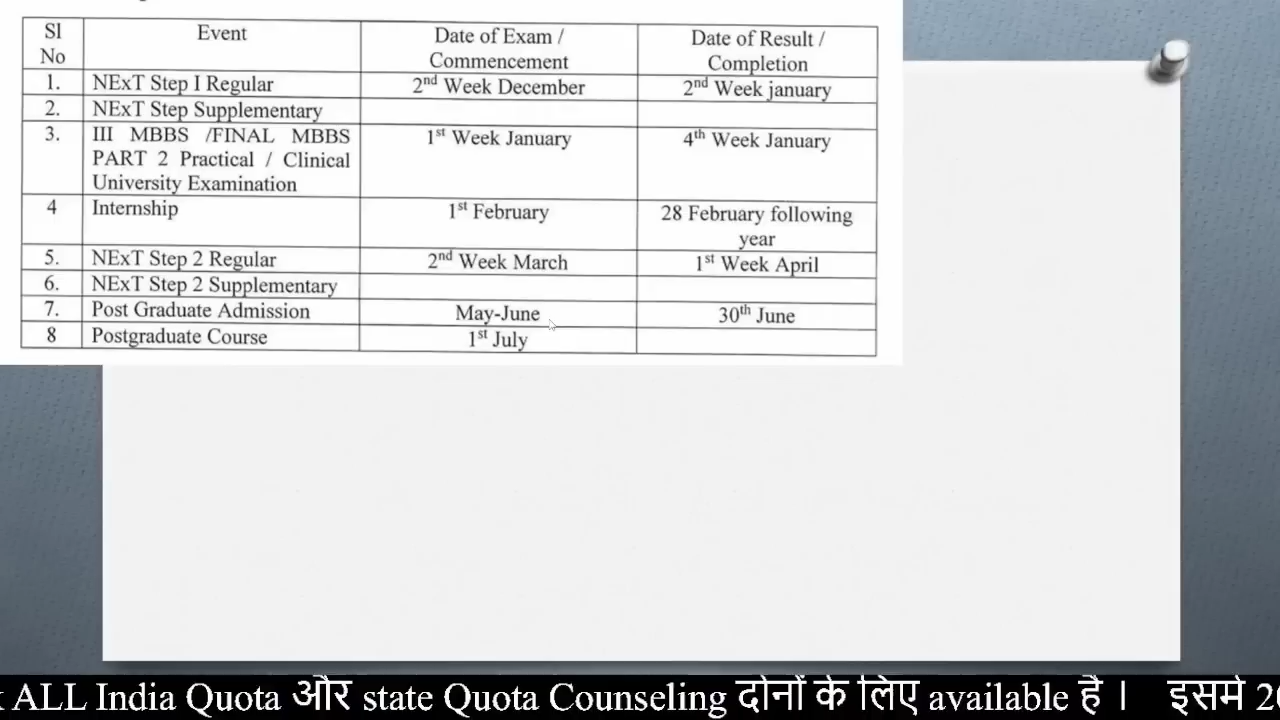 Sl No Event Date of Exam / Commencement Date of Result / Completion
1. NExT Step I Regular 2nd Week December 2nd Week january
2. NExT Step Supplementary
3. III MBBS /FINAL MBBS PART 2 Practical / Clinical University Examination 1st Week January 4th Week January
4 Internship 1st February 28 February following year
5. NExT Step 2 Regular 2nd Week March 1st Week April
6. NExT Step 2 Supplementary
7. Post Graduate Admission May-June 30th June
8 Postgraduate Course 1st July
ALL India Quota और state Quota Counseling दोनों के लिए available है। इसमे